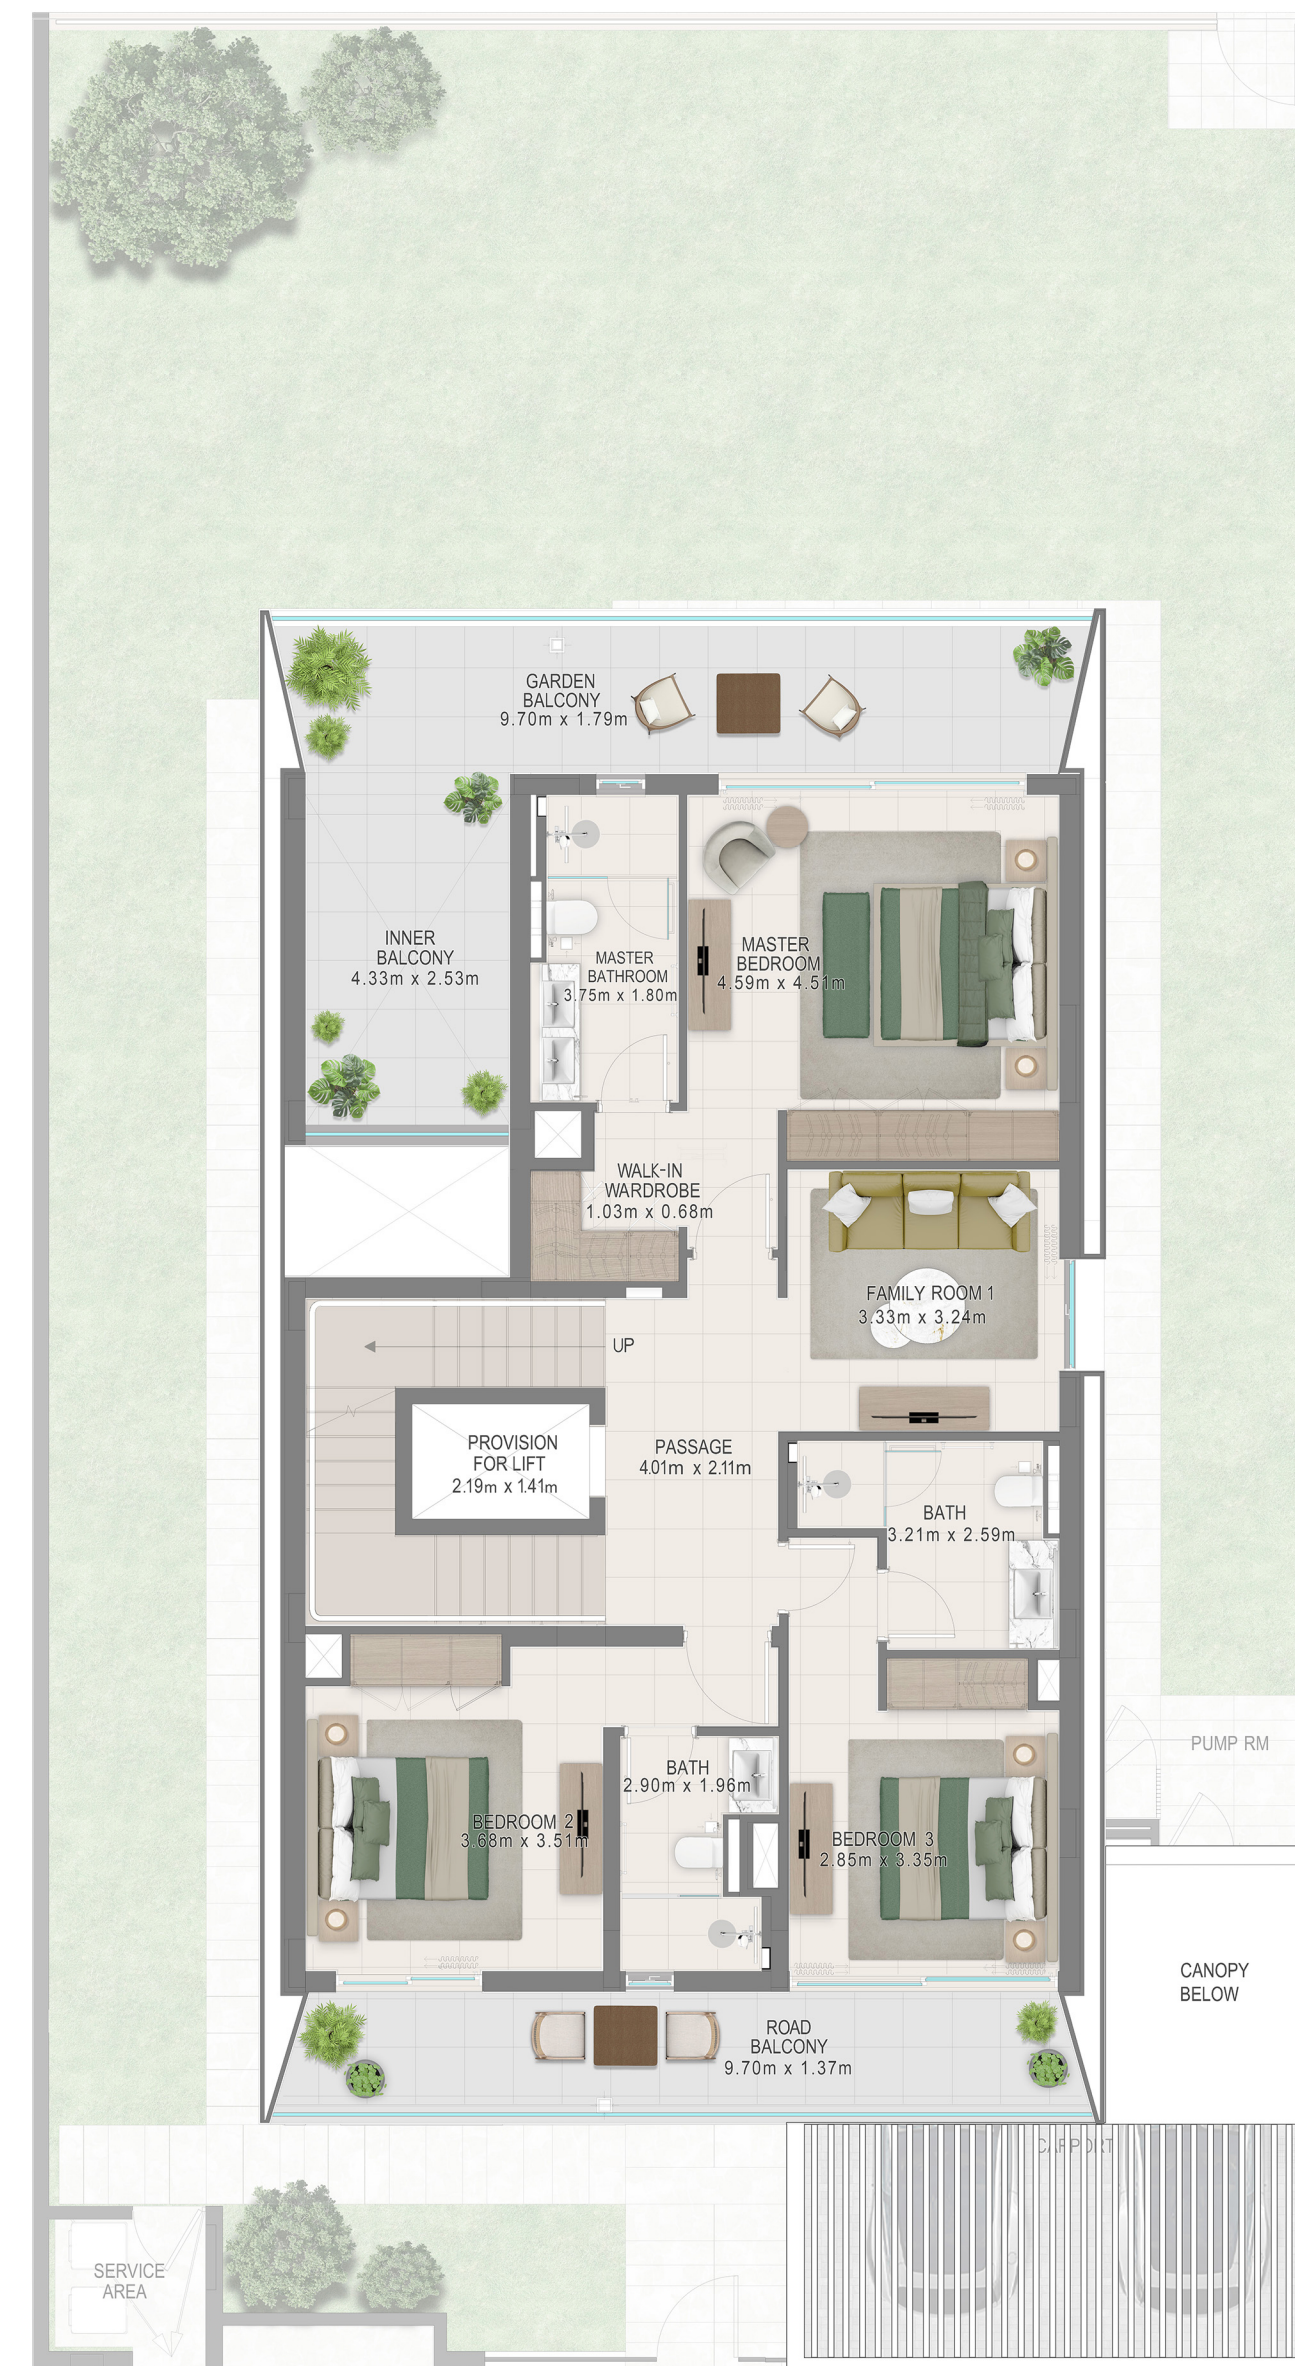 GARDEN
BALCONY
9.70m x 1.79m
INNER
BALCONY
4.33m x 2.53m
MASTER
BATHROOM
3.75m x 1.80m
MASTER
BEDROOM
4.59m x 4.51m
WALK-IN
WARDROBE
1.03m x 0.68m
FAMILY ROOM 1
3.33m x 3.24m
UP
PROVISION
FOR LIFT
2.19m x 1.41m
PASSAGE
4.01m x 2.11m
BATH
3.21m x 2.59m
PUMP RM
BATH
2.90m x 1.96m
BEDROOM 2
3.68m x 3.51m
BEDROOM 3
2.85m x 3.35m
CANOPY
BELOW
ROAD
BALCONY
9.70m x 1.37m
CARPORT
SERVICE
AREA